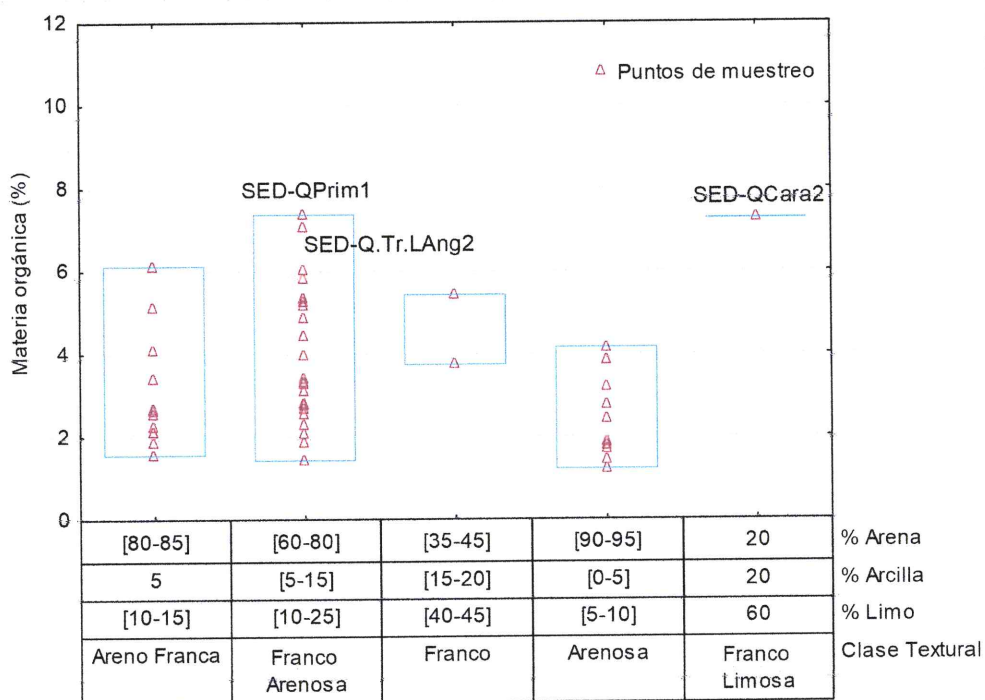 12
10
8
6
4
2
0
Materia orgánica (%)
Puntos de muestreo
SED-QPrim1
SED-Q.Tr.LAng2
SED-QCara2
[80-85] [60-80] [35-45] [90-95] 20 % Arena
5 [5-15] [15-20] [0-5] 20 % Arcilla
[10-15] [10-25] [40-45] [5-10] 60 % Limo
Areno Franca Franco Arenosa Franco Arenosa Franco Limosa Clase Textural